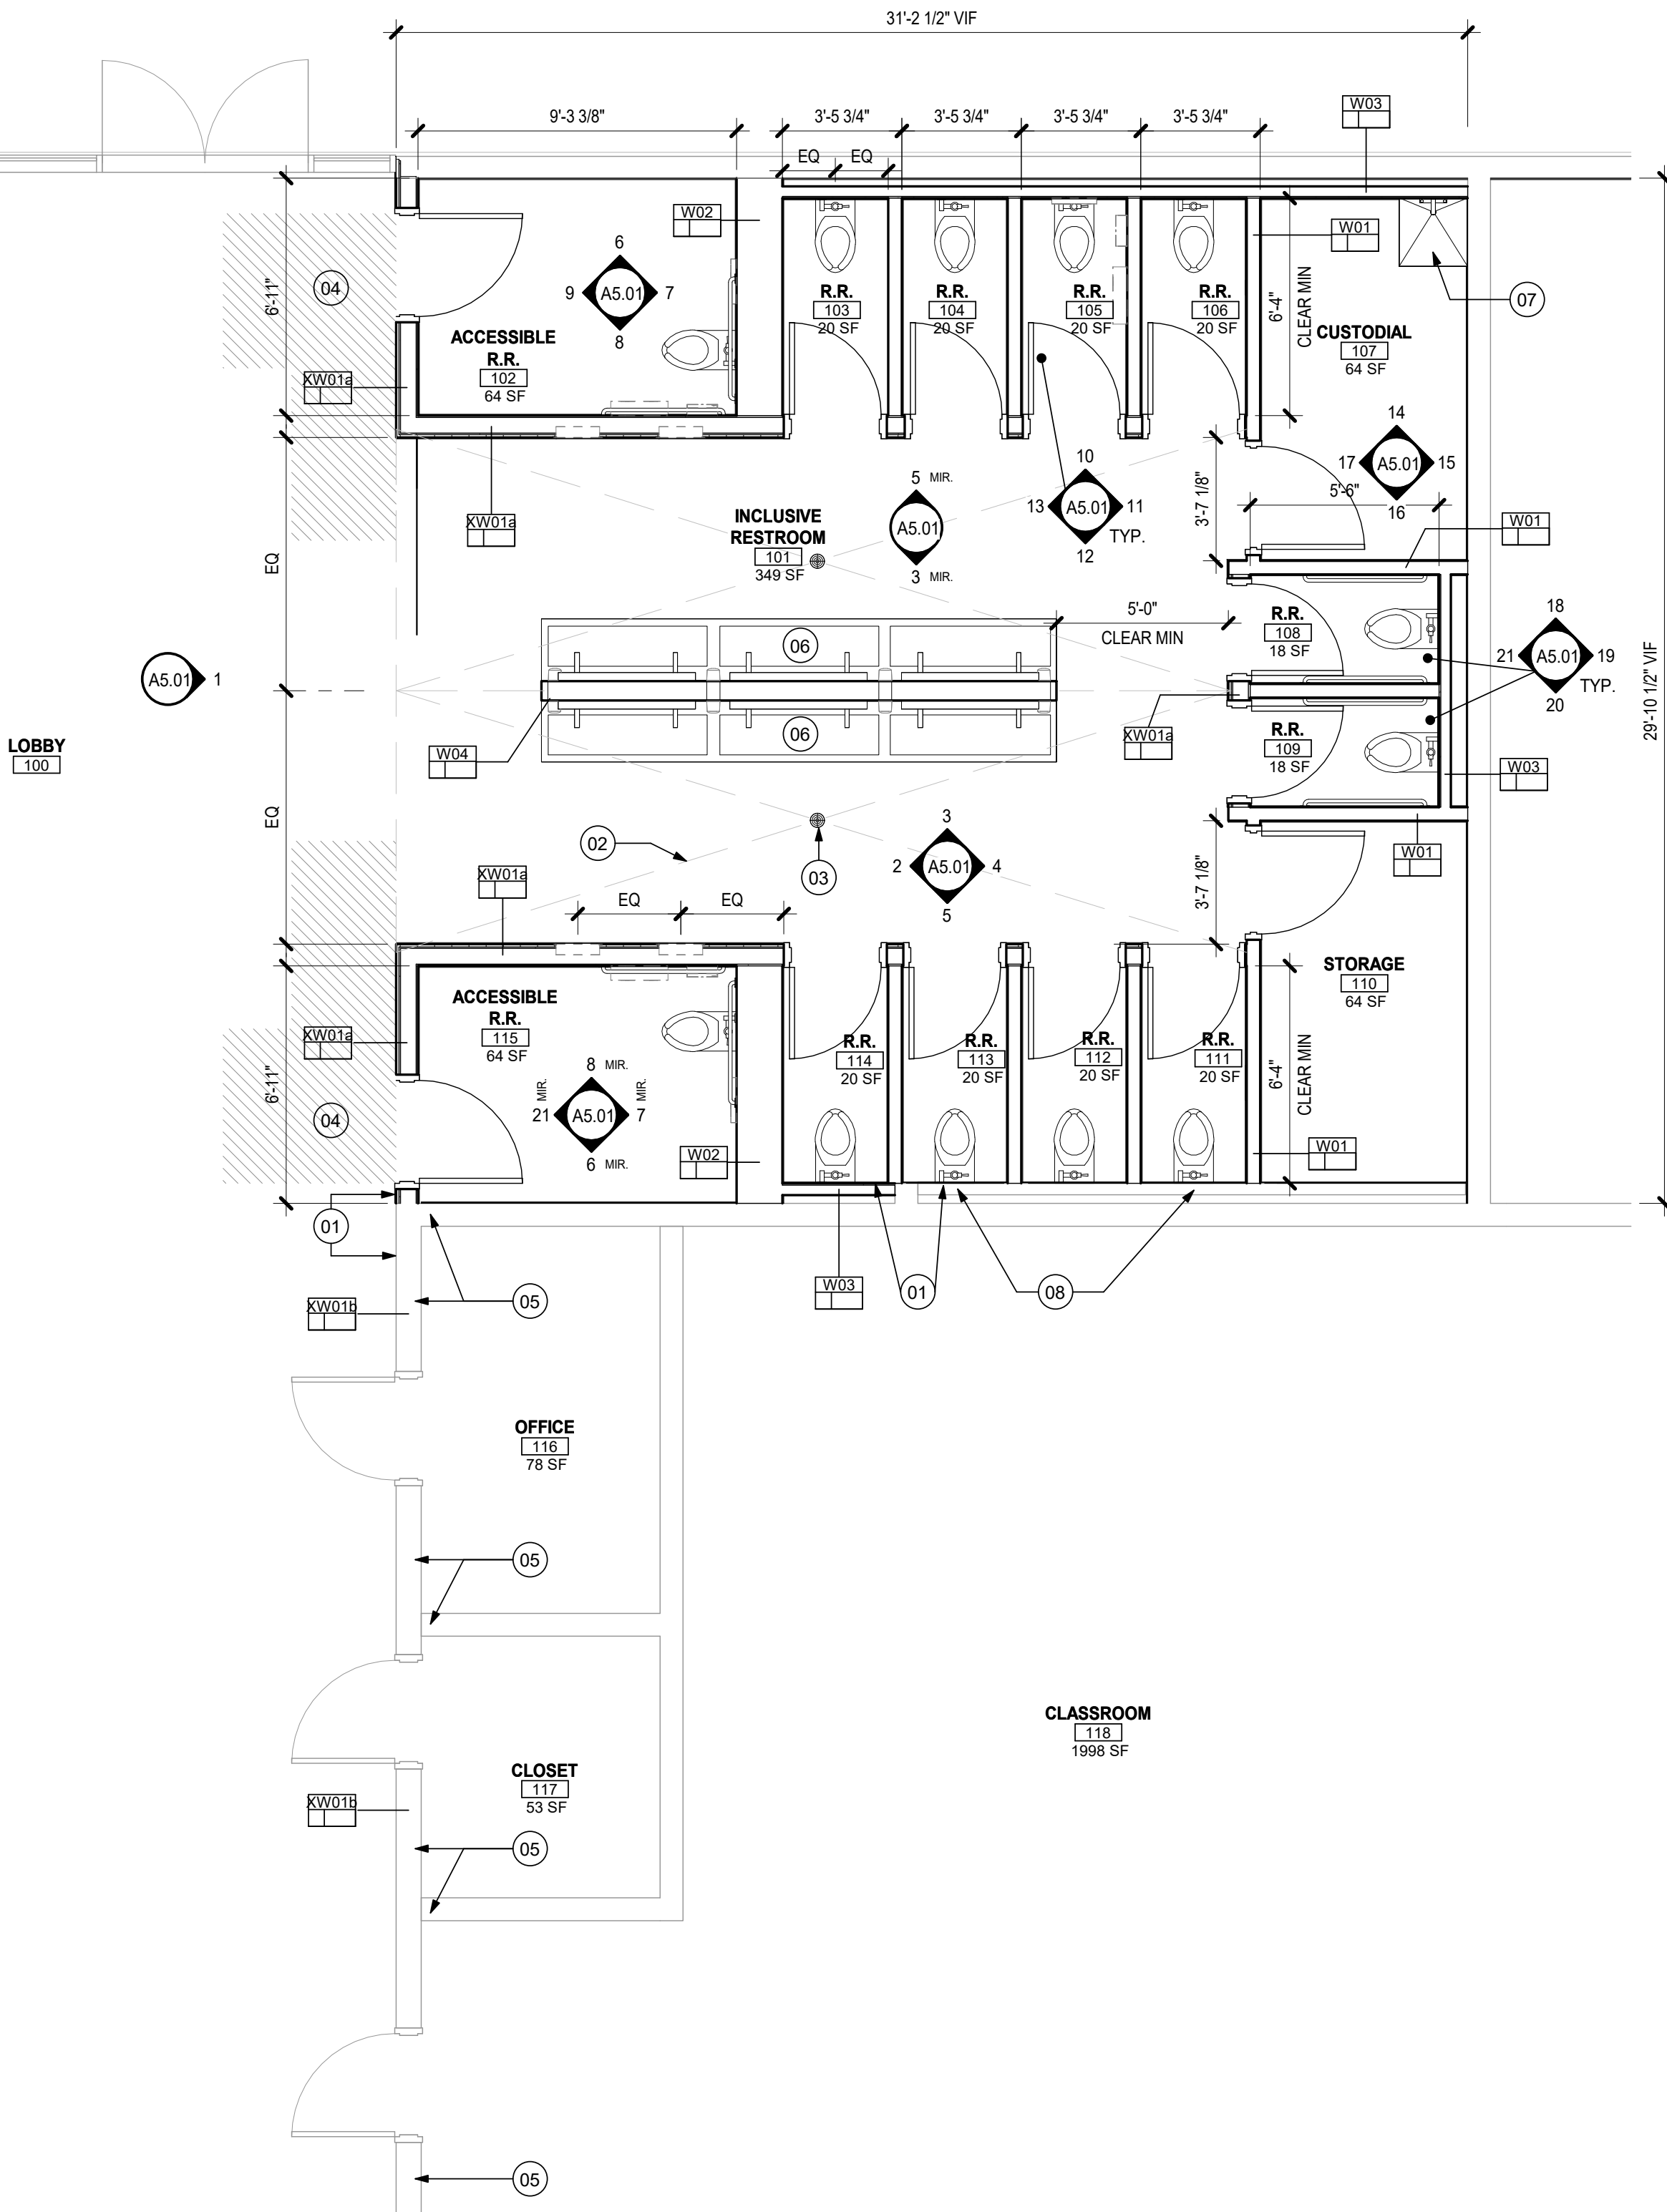 31'-2 1/2" VIF
9'-3 3/8"
3'-5 3/4"
3'-5 3/4"
3'-5 3/4"
3'-5 3/4"
W03
EQ
EQ
W02
W01
6
9
A5.01
7
8
04
6'-11"
ACCESSIBLE
R.R.
102
64 SF
R.R.
103
20 SF
R.R.
104
20 SF
R.R.
105
20 SF
R.R.
106
20 SF
6'-4"
CLEAR MIN
07
CUSTODIAL
107
64 SF
XW01a
14
17
A5.01
15
5'-6"
16
10
13
A5.01
11
TYP.
12
5 MIR.
A5.01
3 MIR.
3'-7 1/8"
XW01a
W01
INCLUSIVE
RESTROOM
101
349 SF
EQ
5'-0"
CLEAR MIN
06
R.R.
108
18 SF
18
21
A5.01
19
TYP.
20
A5.01
1
29'-10 1/2" VIF
LOBBY
100
06
W04
XW01a
R.R.
109
18 SF
W03
EQ
02
03
3
2
A5.01
4
5
W01
XW01a
3'-7 1/8"
EQ
EQ
ACCESSIBLE
R.R.
115
64 SF
STORAGE
110
64 SF
XW01a
R.R.
114
20 SF
R.R.
113
20 SF
R.R.
112
20 SF
R.R.
111
20 SF
6'-4"
CLEAR MIN
6'-11"
04
8 MIR.
MIR.
21
A5.01
MIR.
7
6 MIR.
W02
W01
01
05
XW01b
W03
01
08
OFFICE
116
78 SF
05
CLASSROOM
118
1998 SF
CLOSET
117
53 SF
XW01b
05
05